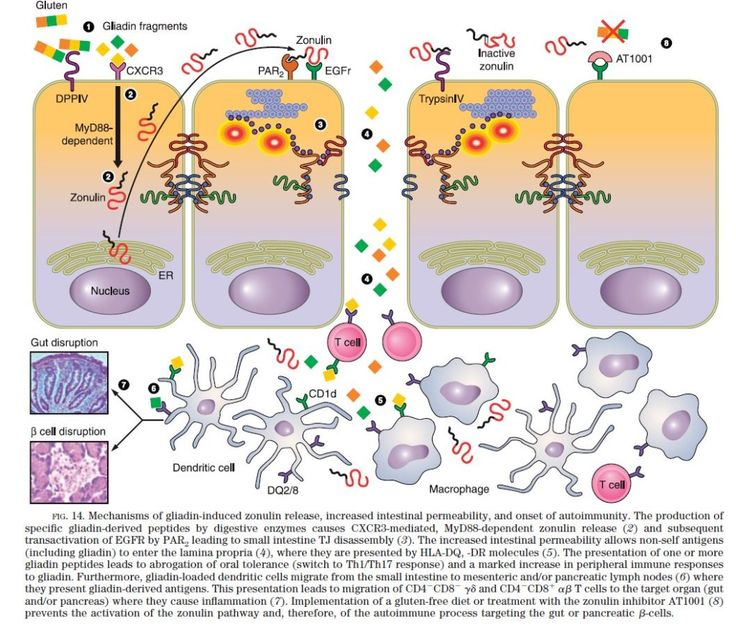 Gluten
1 Gliadin fragments
CXCR3
DPPIV
2
MyD88-
dependent
2
Zonulin
ER
Nucleus
Zonulin
PAR2
EGFr
3
4
4
Inactive
zonulin
TrypsinIV
8
AT1001
T cell
Gut disruption
7
6
β cell disruption
Dendritic cell
CD1d
DQ2/8
5
Macrophage
T cell
FIG. 14. Mechanisms of gliadin-induced zonulin release, increased intestinal permeability, and onset of autoimmunity. The production of
specific gliadin-derived peptides by digestive enzymes causes CXCR3-mediated, MyD88-dependent zonulin release (2) and subsequent
transactivation of EGFR by PAR2 leading to small intestine TJ disassembly (3). The increased intestinal permeability allows non-self antigens
(including gliadin) to enter the lamina propria (4), where they are presented by HLA-DQ, -DR molecules (5). The presentation of one or more
gliadin peptides leads to abrogation of oral tolerance (switch to Th1/Th17 response) and a marked increase in peripheral immune responses
to gliadin. Furthermore, gliadin-loaded dendritic cells migrate from the small intestine to mesenteric and/or pancreatic lymph nodes (6) where
they present gliadin-derived antigens. This presentation leads to migration of CD4⁻CD8⁻ γδ and CD4⁻CD8⁺ αβ T cells to the target organ (gut
and/or pancreas) where they cause inflammation (7). Implementation of a gluten-free diet or treatment with the zonulin inhibitor AT1001 (8)
prevents the activation of the zonulin pathway and, therefore, of the autoimmune process targeting the gut or pancreatic β-cells.